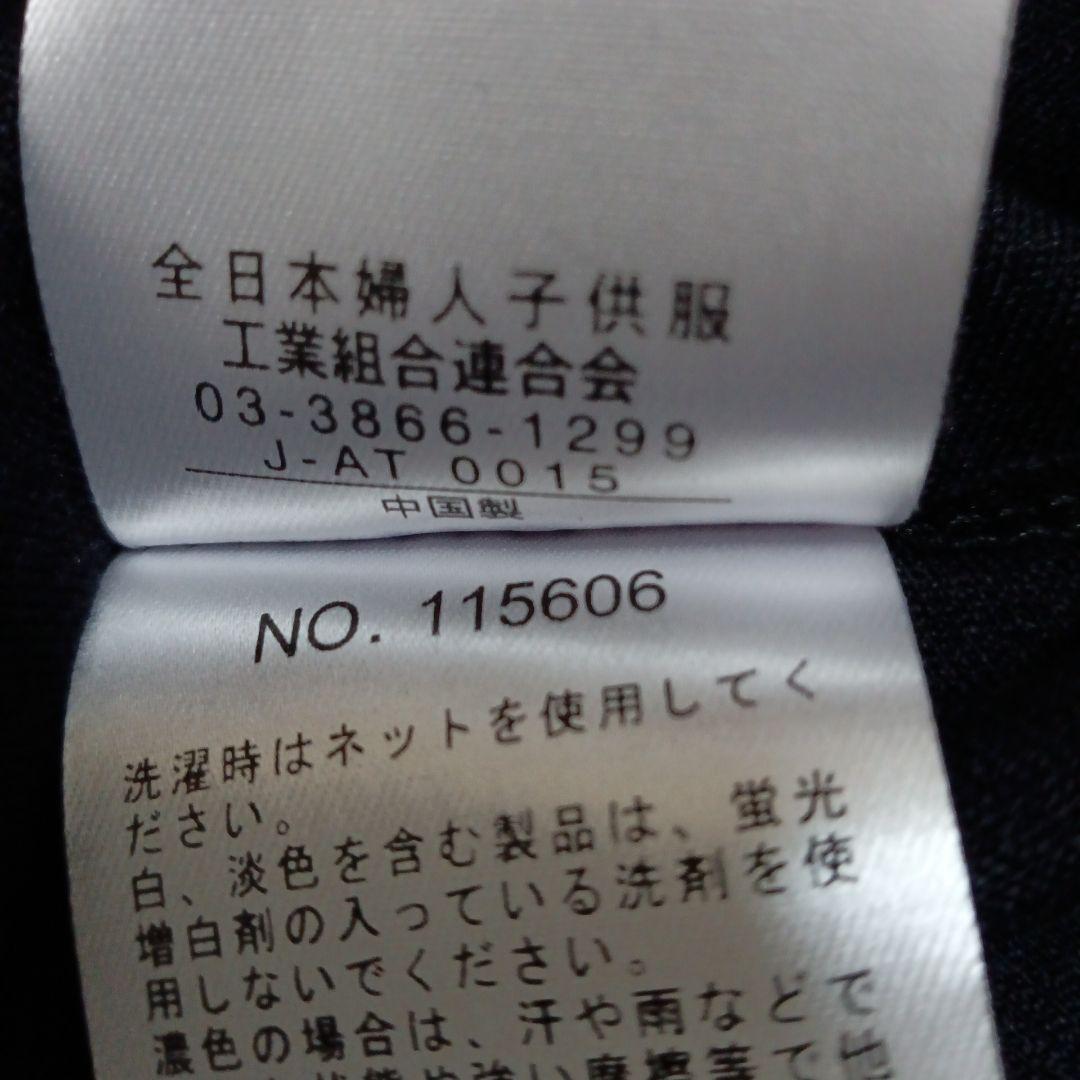 全日本婦人子供服
工業組合連合会
03-3866-1299
J-AT 0015
中国製
NO. 115606
洗濯時はネットを使用してく
ださい。
白、淡色を含む製品は、蛍光
増白剤の入っている洗剤を使
用しないでください。
濃色の場合は、汗や雨などで